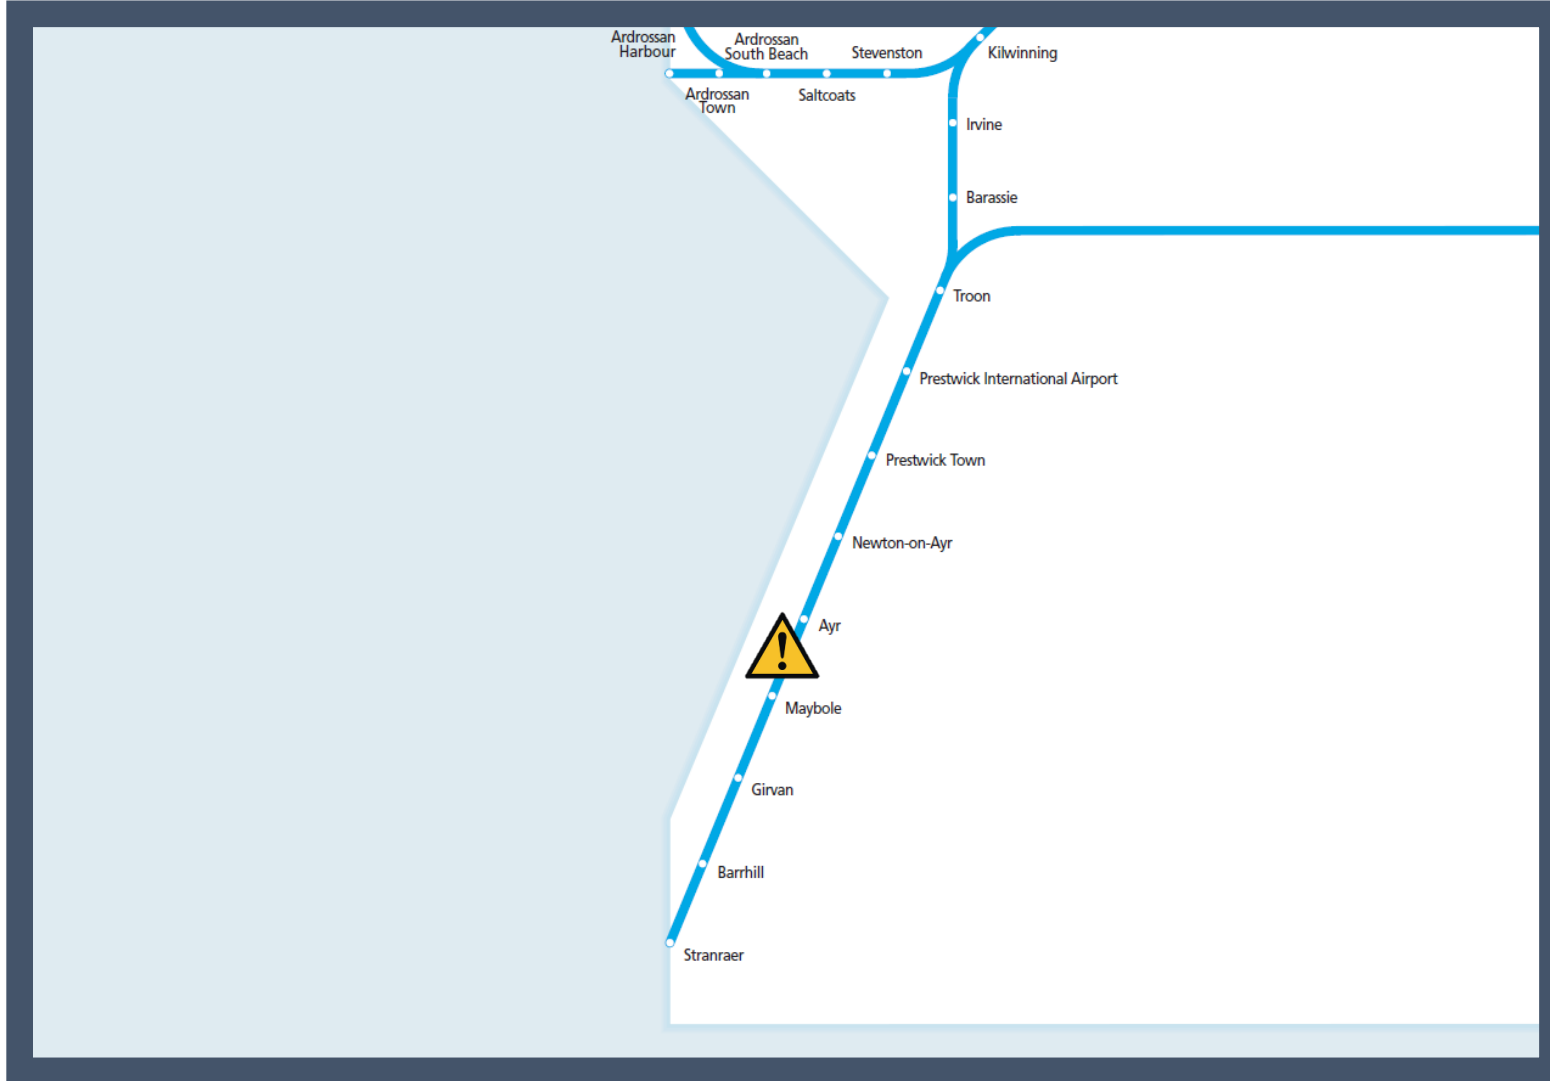 Ardrossan
Harbour
Ardrossan
South Beach
Stevenston
Kilwinning
Ardrossan
Town
Saltcoats
Irvine
Barassie
Troon
Prestwick International Airport
Prestwick Town
Newton-on-Ayr
Ayr
!
Maybole
Girvan
Barrhill
Stranraer